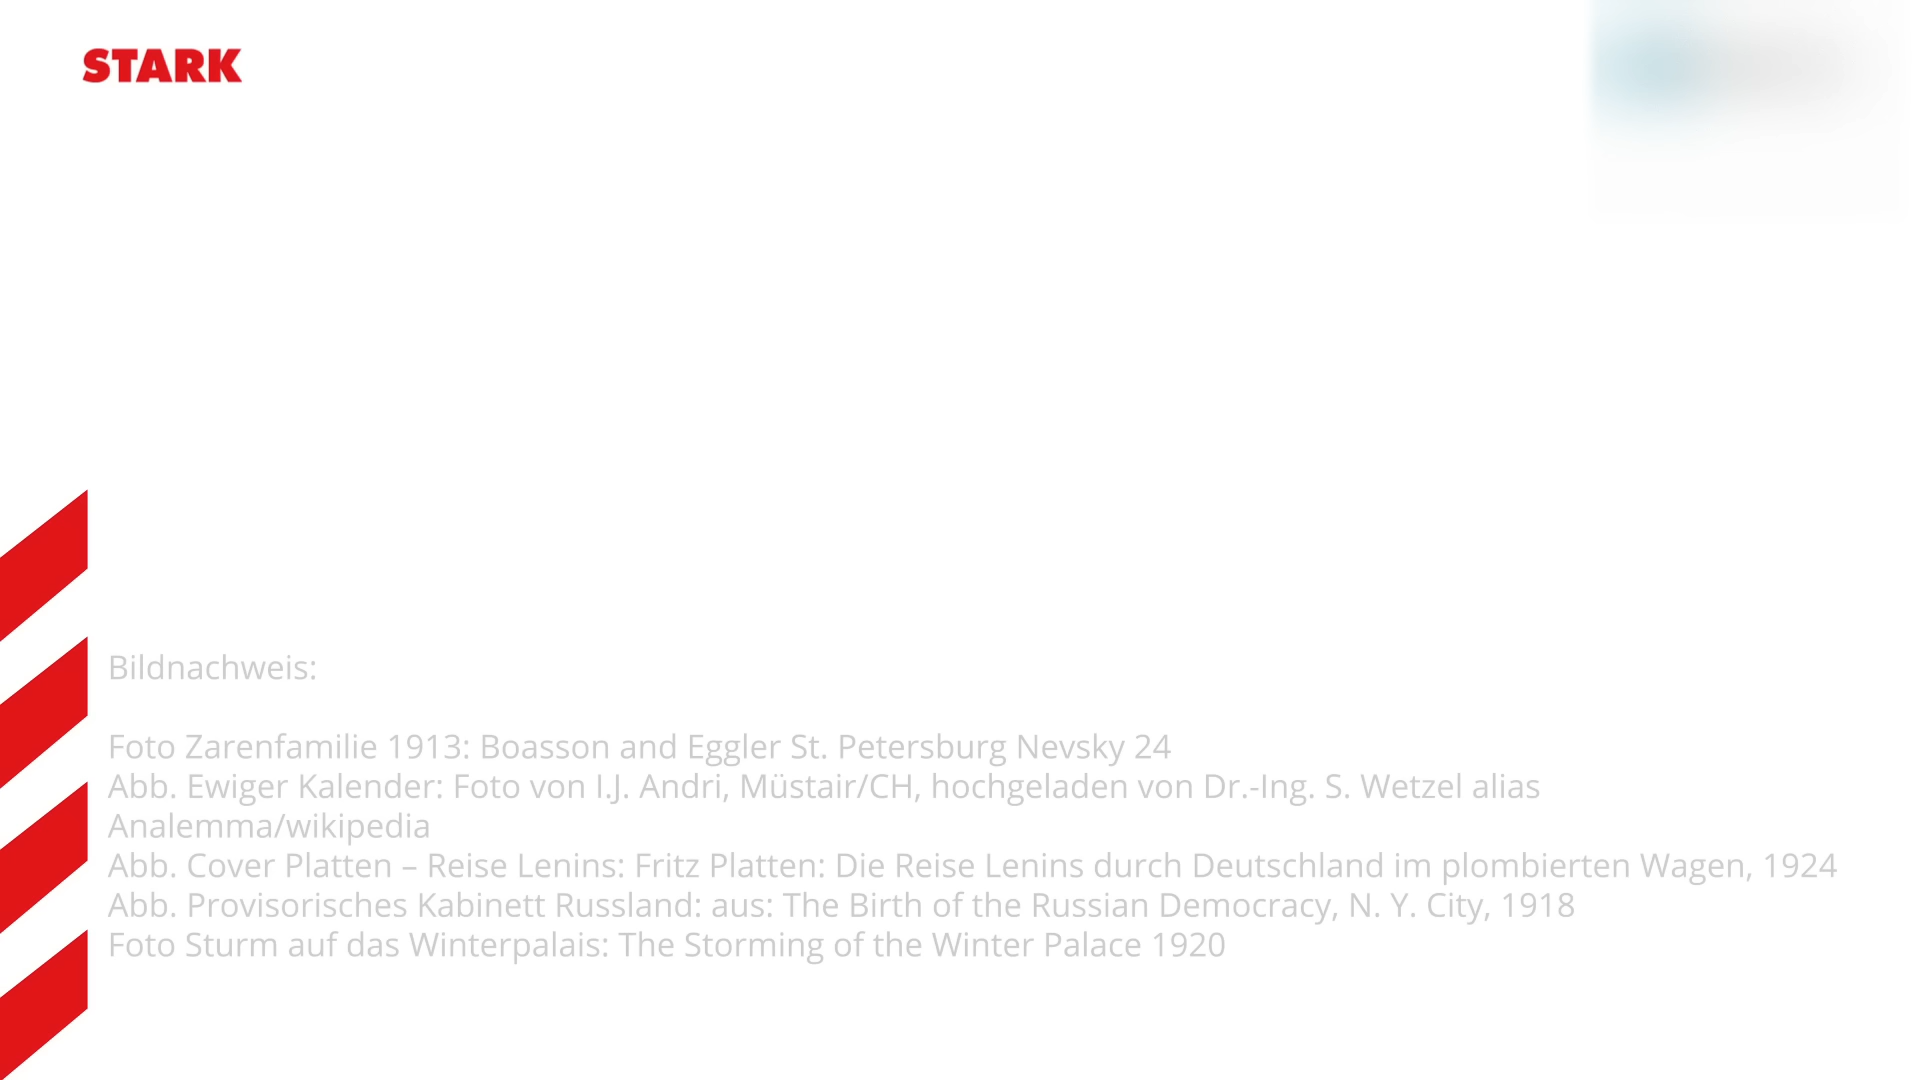 STARK
Bildnachweis:
Foto Zarenfamilie 1913: Boasson and Eggler St. Petersburg Nevsky 24
Abb. Ewiger Kalender: Foto von I.J. Andri, Müstair/CH, hochgeladen von Dr.-Ing. S. Wetzel alias
Analemma/wikipedia
Abb. Cover Platten – Reise Lenins: Fritz Platten: Die Reise Lenins durch Deutschland im plombierten Wagen, 1924
Abb. Provisorisches Kabinett Russland: aus: The Birth of the Russian Democracy, N. Y. City, 1918
Foto Sturm auf das Winterpalais: The Storming of the Winter Palace 1920